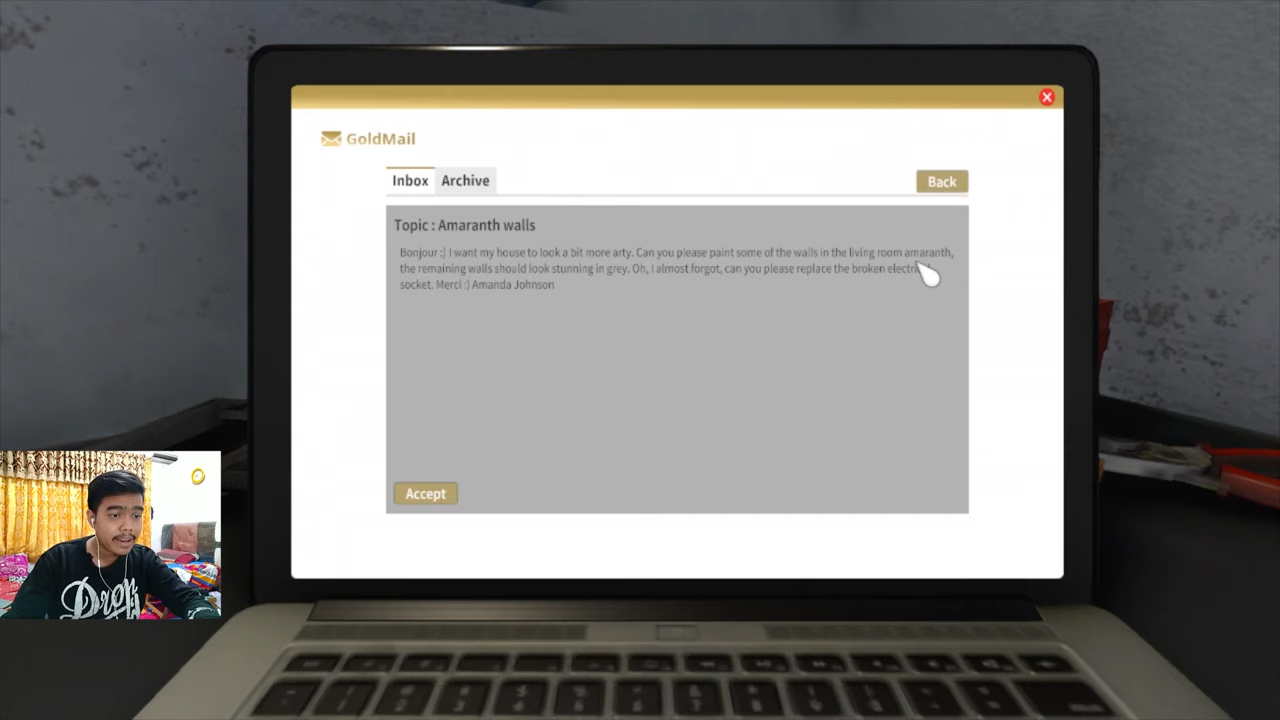 GoldMail
Inbox Archive
Back
Topic : Amaranth walls
Bonjour :) I want my house to look a bit more arty. Can you please paint some of the walls in the living room amaranth,
the remaining walls should look stunning in grey. Oh, I almost forgot, can you please replace the broken
socket. Merci :) Amanda Johnson
Accept